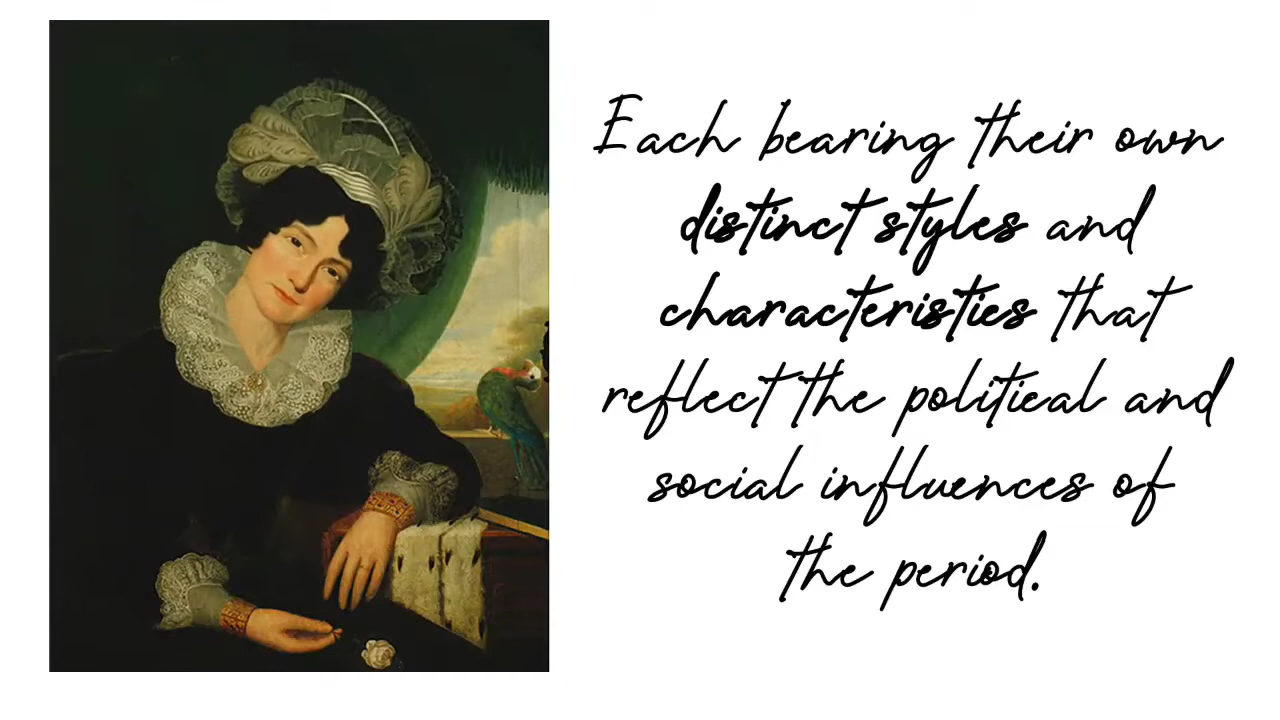 Each bearing their own
distinct styles and
characteristics that
reflect the political and
social influences of
the period.